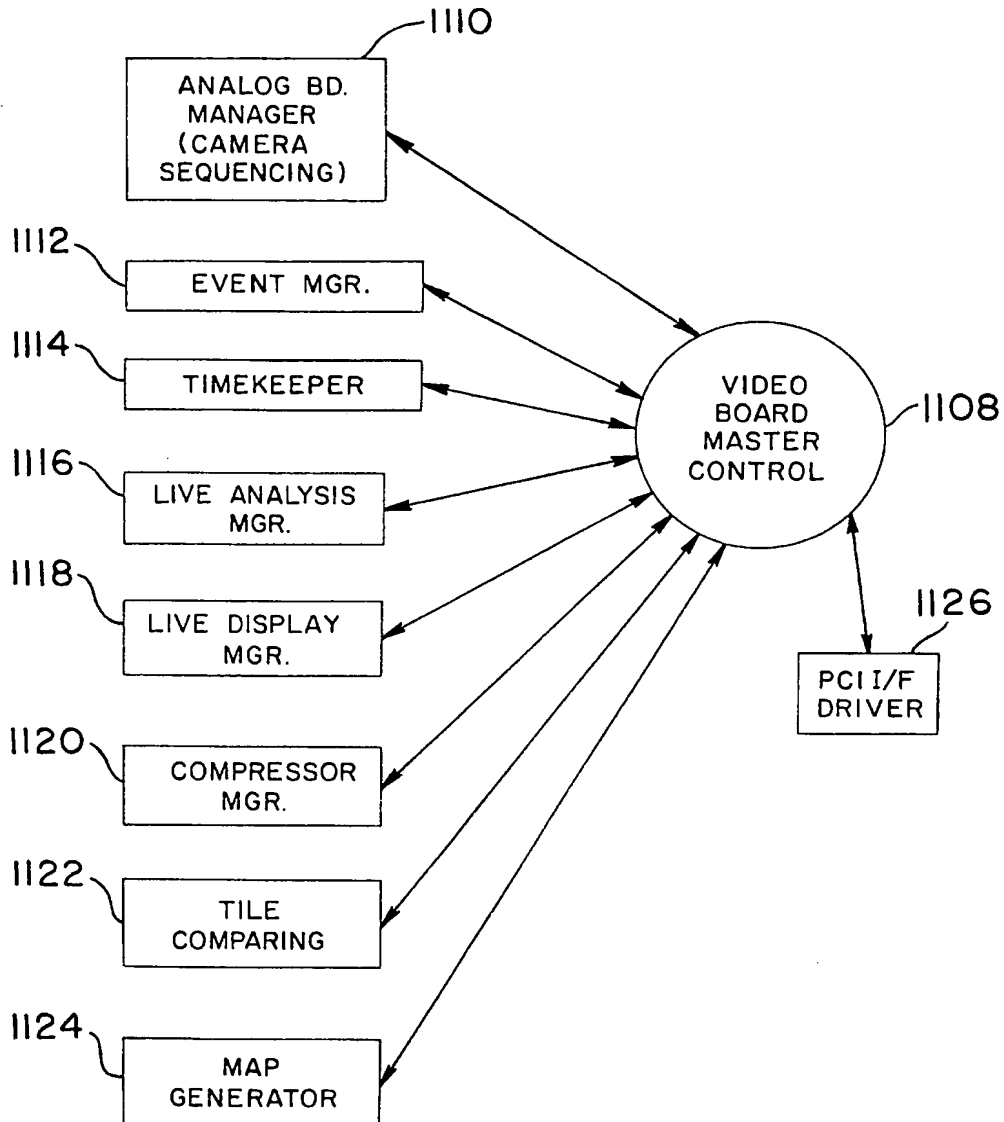 1110
ANALOG BD.
MANAGER
(CAMERA
SEQUENCING)
1112
EVENT MGR.
1114
TIMEKEEPER
VIDEO
BOARD
MASTER
CONTROL
1108
1116
LIVE ANALYSIS
MGR.
1118
LIVE DISPLAY
MGR.
1126
PCI I/F
DRIVER
1120
COMPRESSOR
MGR.
1122
TILE
COMPARING
1124
MAP
GENERATOR